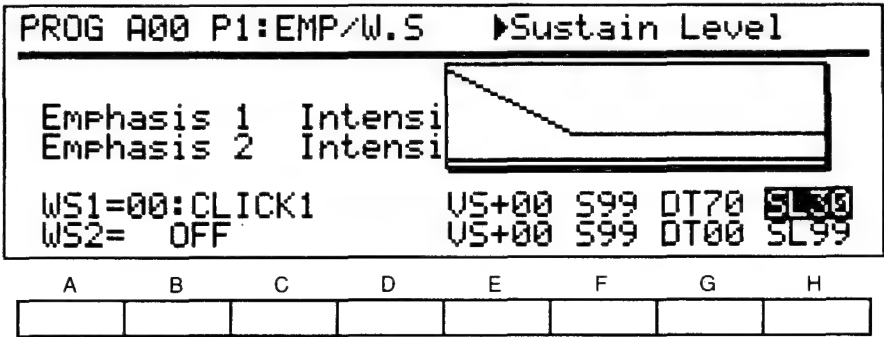 PROG A00 P1:EMP/W.S ▶Sustain Level
Emphasis 1 Intensi
Emphasis 2 Intensi
WS1=00:CLICK1 VS+00 S99 DT70 SL30
WS2= OFF VS+00 S99 DT00 SL99
A B C D E F G H